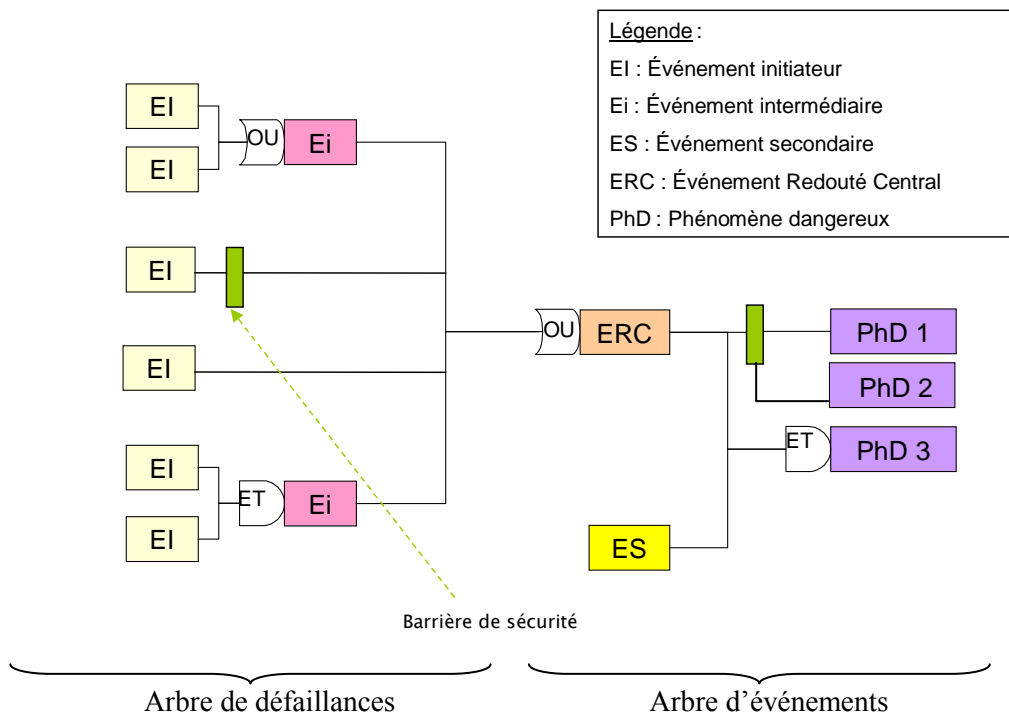 Légende :
EI : Événement initiateur
Ei : Événement intermédiaire
ES : Événement secondaire
ERC : Événement Redouté Central
PhD : Phénomène dangereux
EI
EI
OU
Ei
EI
EI
EI
EI
ET
Ei
OU
ERC
PhD 1
PhD 2
ET
PhD 3
ES
Barrière de sécurité
Arbre de défaillances
Arbre d’événements